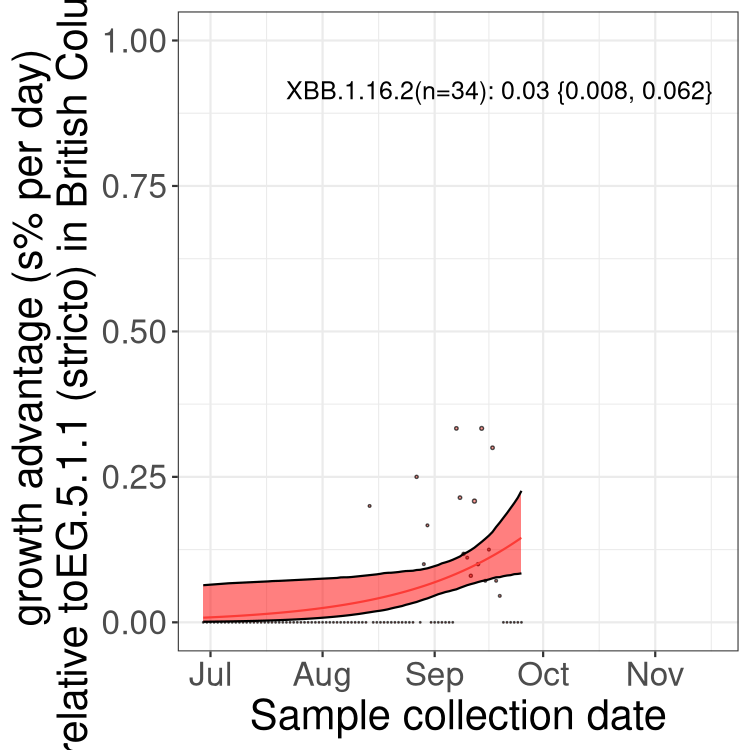 growth advantage (s% per day)
relative toEG.5.1.1 (stricto) in British
1.00
0.75
0.50
0.25
0.00
XBB.1.16.2(n=34): 0.03 {0.008, 0.062}
Jul Aug Sep Oct Nov
Sample collection date